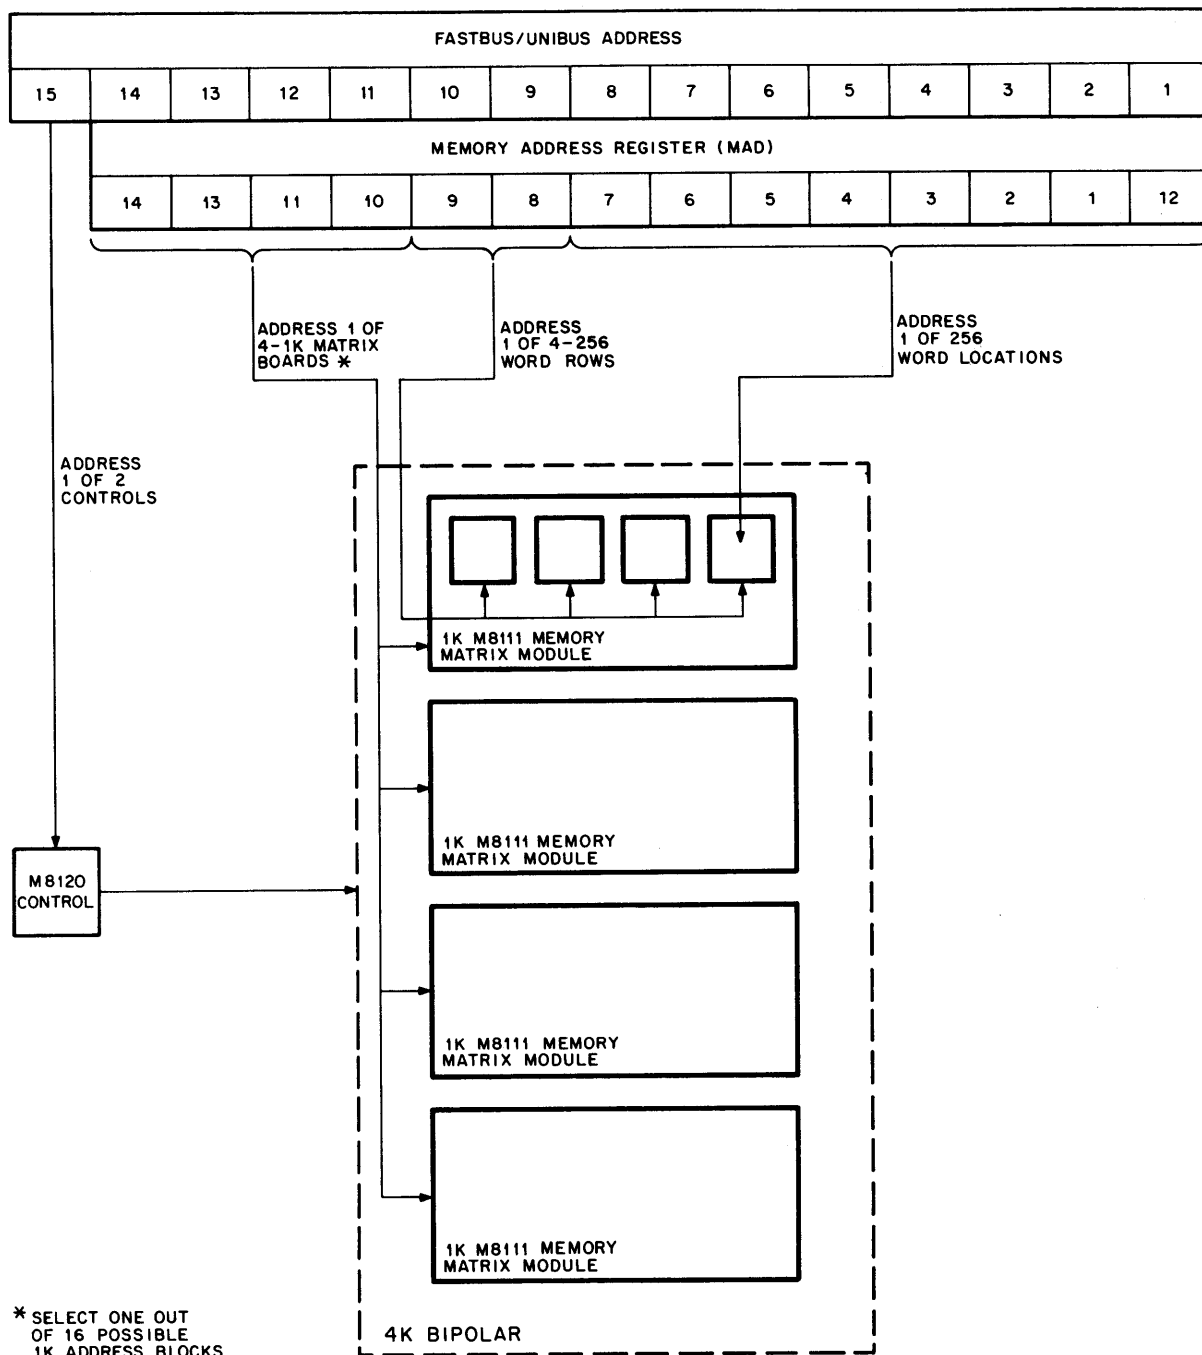 FASTBUS/UNIBUS ADDRESS
15 14 13 12 11 10 9 8 7 6 5 4 3 2 1
MEMORY ADDRESS REGISTER (MAD)
14 13 11 10 9 8 7 6 5 4 3 2 1 12
ADDRESS 1 OF
4-1K MATRIX
BOARDS *
ADDRESS
1 OF 4-256
WORD ROWS
ADDRESS
1 OF 256
WORD LOCATIONS
ADDRESS
1 OF 2
CONTROLS
1K M8111 MEMORY
MATRIX MODULE
1K M8111 MEMORY
MATRIX MODULE
M8120
CONTROL
1K M8111 MEMORY
MATRIX MODULE
1K M8111 MEMORY
MATRIX MODULE
* SELECT ONE OUT
OF 16 POSSIBLE
1K ADDRESS BLOCKS
4K BIPOLAR